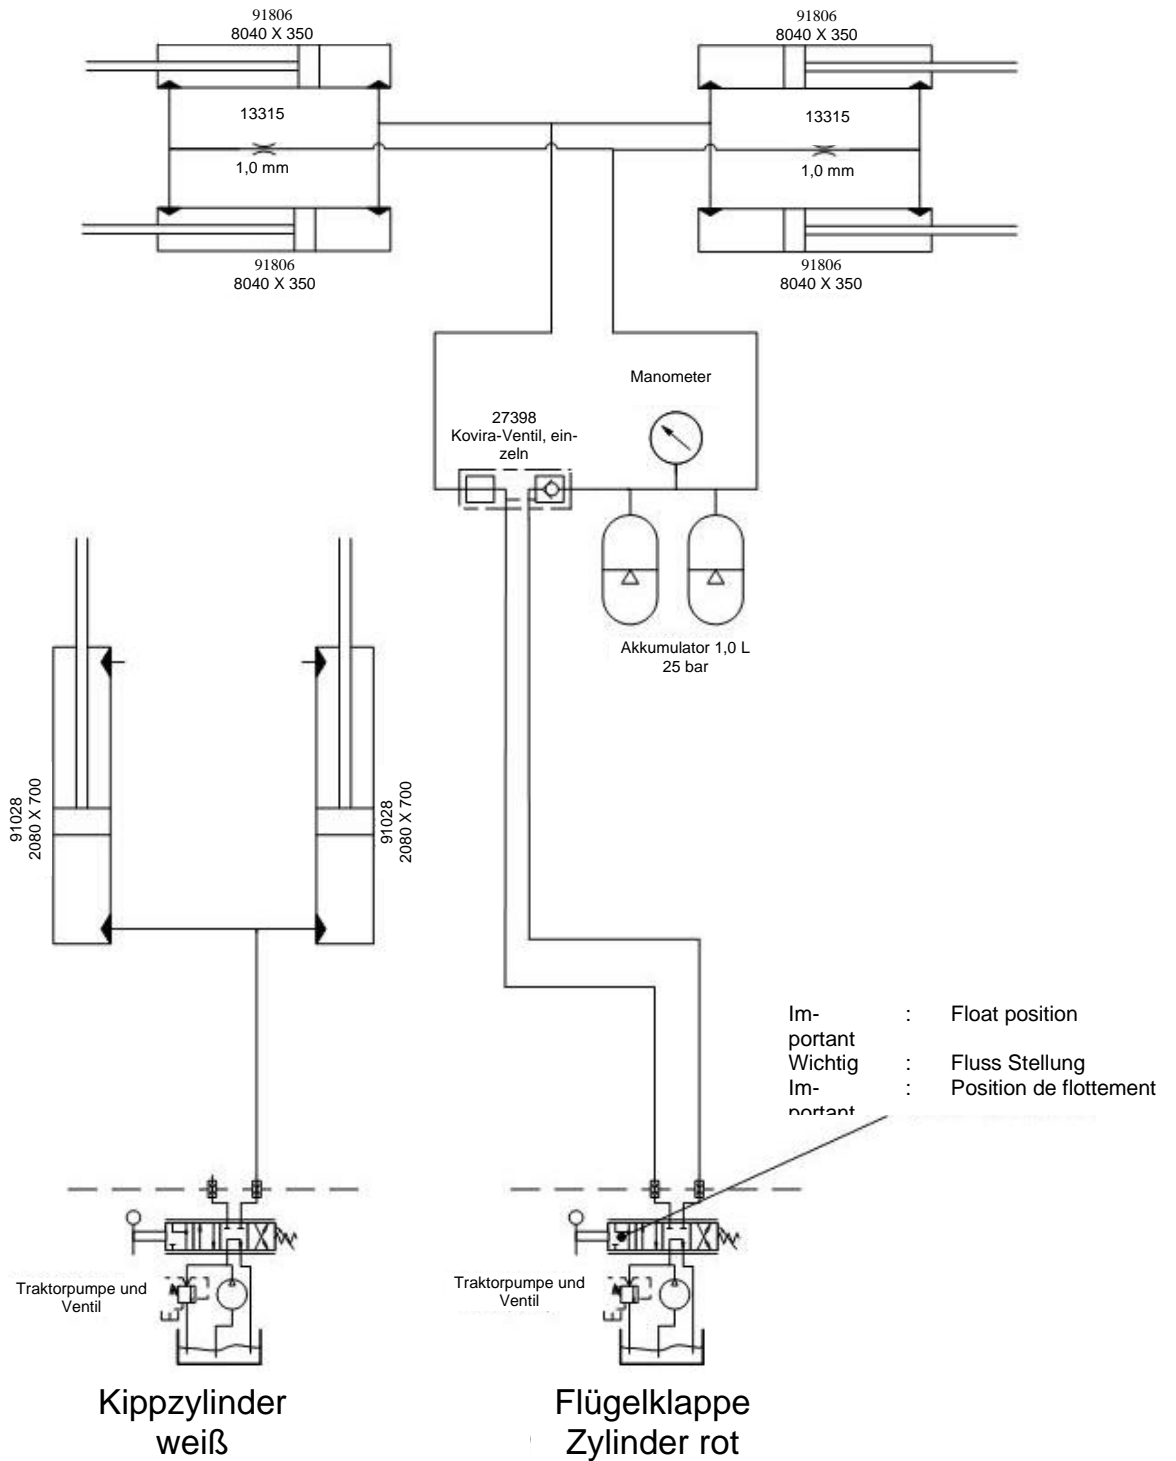 91806
8040 X 350
91806
8040 X 350
13315
13315
1,0 mm
1,0 mm
91806
8040 X 350
91806
8040 X 350
Manometer
27398
Kovira-Ventil, ein-
zeln
Akkumulator 1,0 L
25 bar
91028
2080 X 700
91028
2080 X 700
Im- : Float position
portant
Wichtig : Fluss Stellung
Im- : Position de flottement
portant
Traktorpumpe und
Ventil
Traktorpumpe und
Ventil
Kippzylinder
weiß
Flügelklappe
Zylinder rot